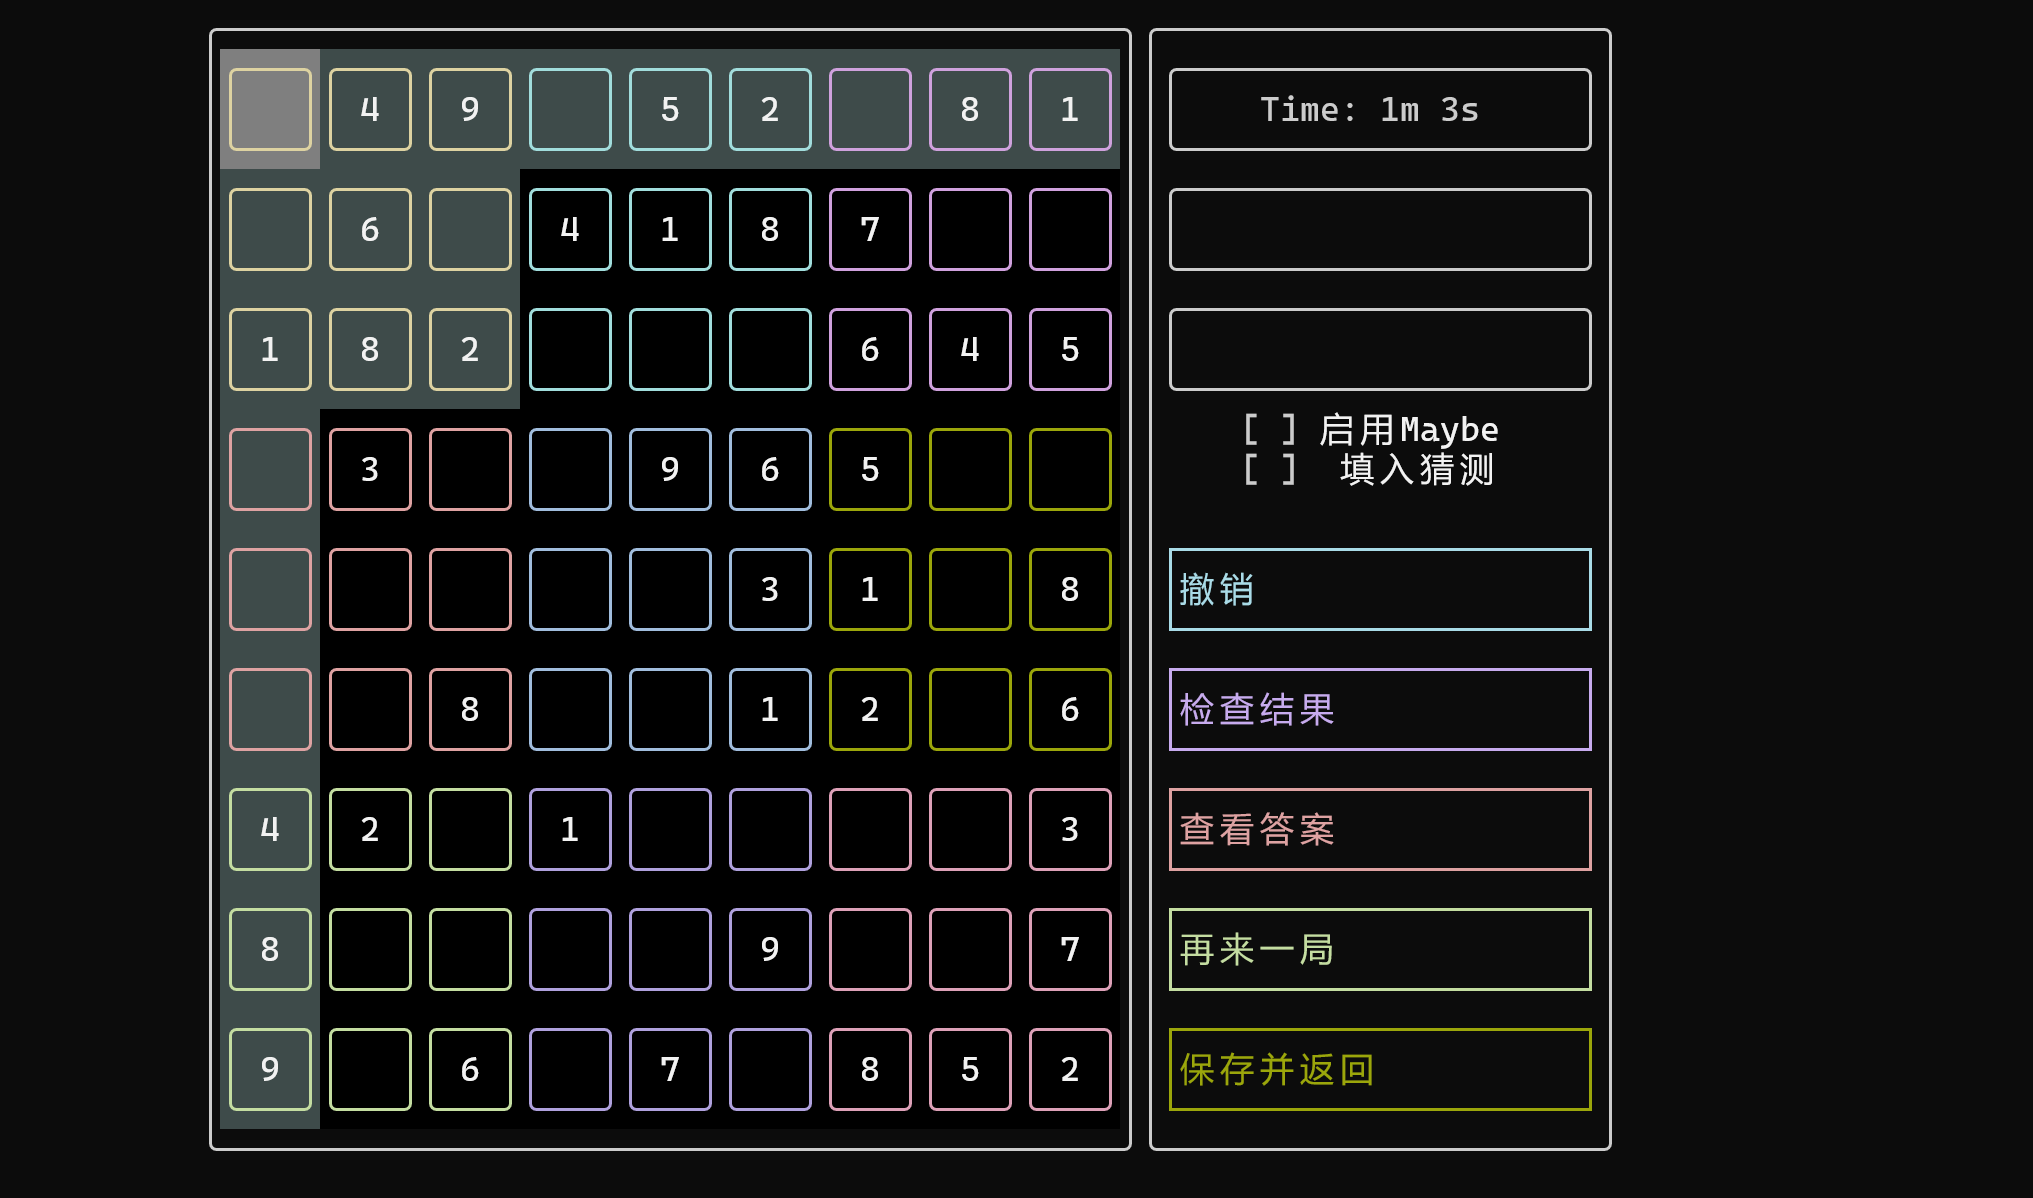 4 9 5 2 8 1
Time: 1m 3s
6 4 1 8 7
1 8 2 6 4 5
[ ] 启用Maybe
3 9 6 5
[ ] 填入猜测
3 1 8
撤销
8 1 2 6
检查结果
4 2 1 3
查看答案
8 9 7
再来一局
9 6 7 8 5 2
保存并返回